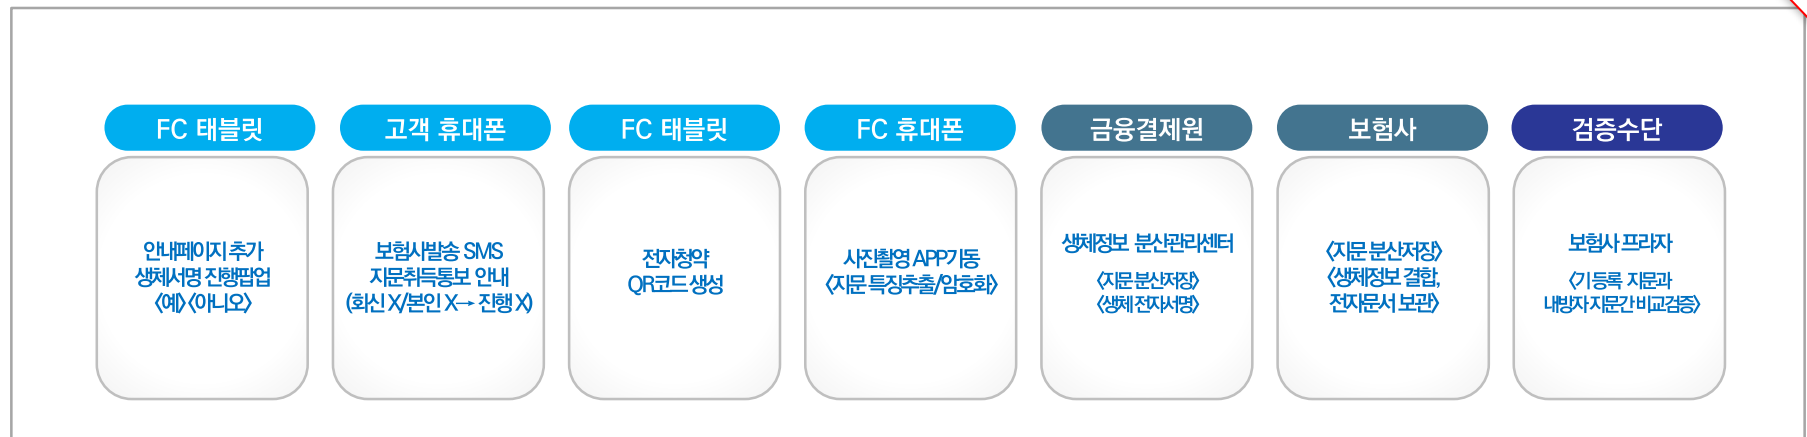 FC 태블릿
안내페이지 추가
생체서명 진행팝업
<예><아니오>
고객 휴대폰
보험사발송 SMS
지문취득통보 안내
(회신 X/본인 X→ 진행 X)
FC 태블릿
전자청약
QR코드 생성
FC 휴대폰
사진촬영 APP기동
<지문 특징추출/암호화>
금융결제원
생체정보 분산관리센터
<지문 분산저장>
<생체 전자서명>
보험사
<지문 분산저장>
<생체정보 결합,
전자문서 보관>
검증수단
보험사 프라자
<기 등록 지문과
내방자 지문간 비교검증>